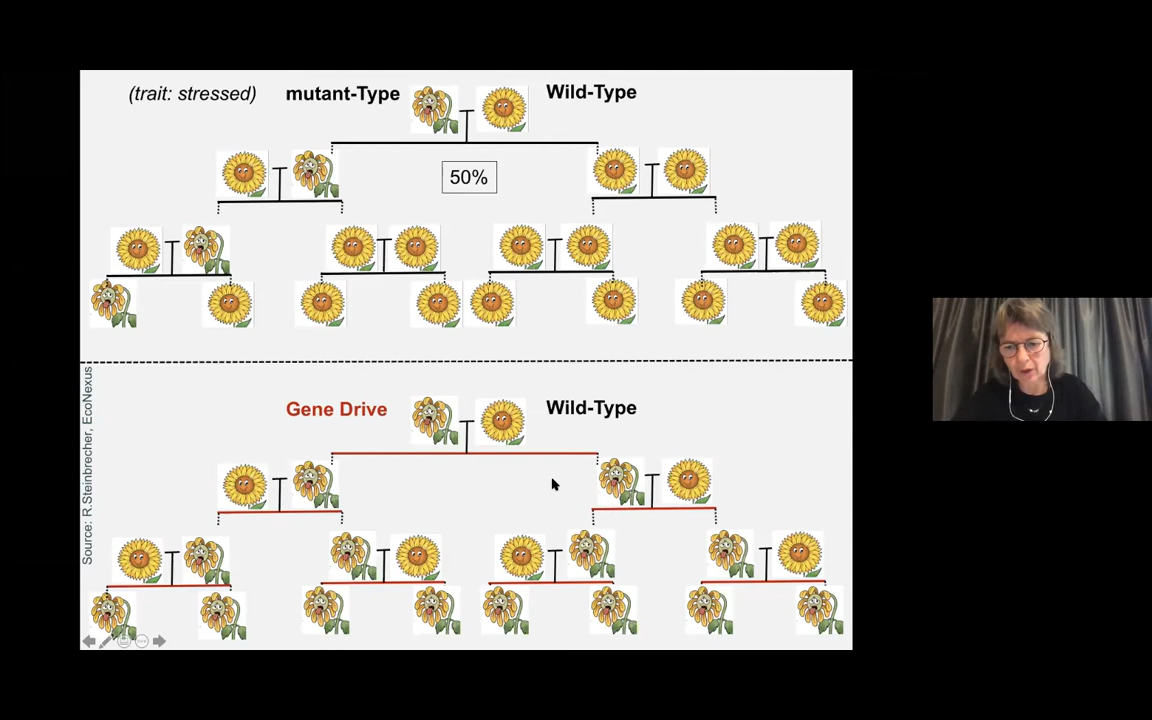 (trait: stressed) mutant-Type Wild-Type
50%
Gene Drive Wild-Type
Source: R.Steinbrecher, EcoNexus